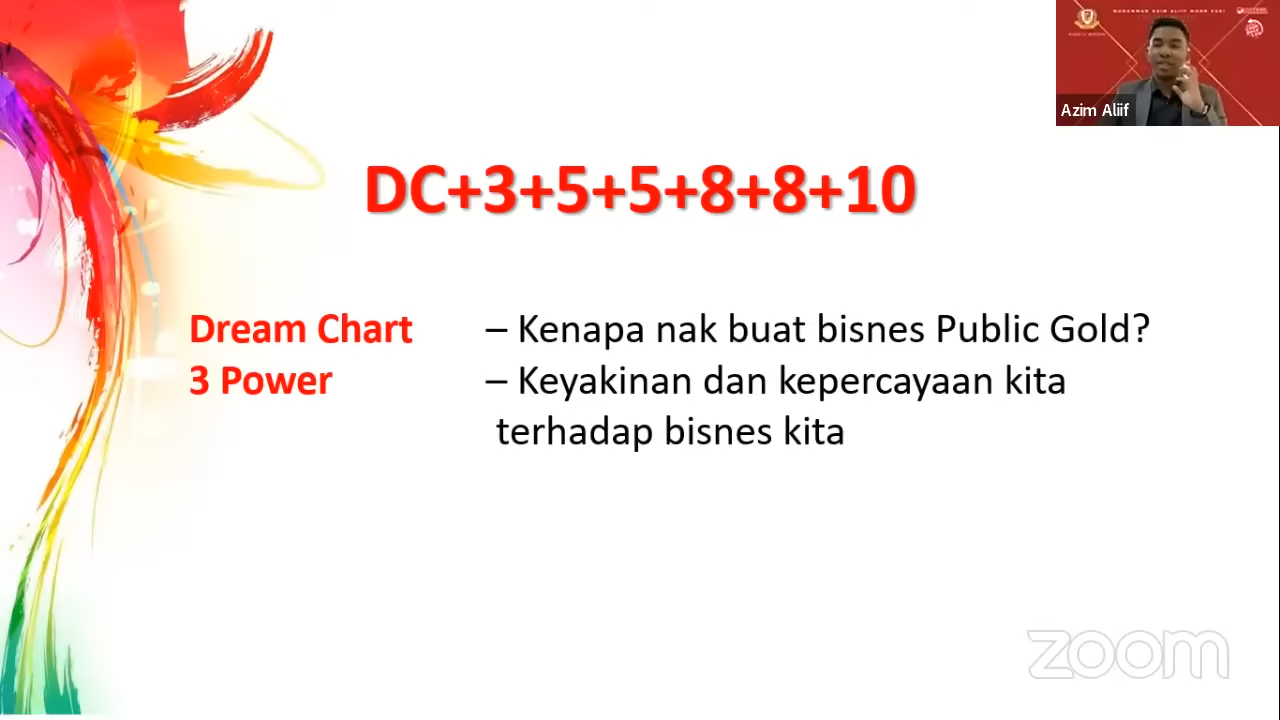 Azim Aliif
DC+3+5+5+8+8+10
Dream Chart – Kenapa nak buat bisnes Public Gold?
3 Power – Keyakinan dan kepercayaan kita
terhadap bisnes kita
zoom